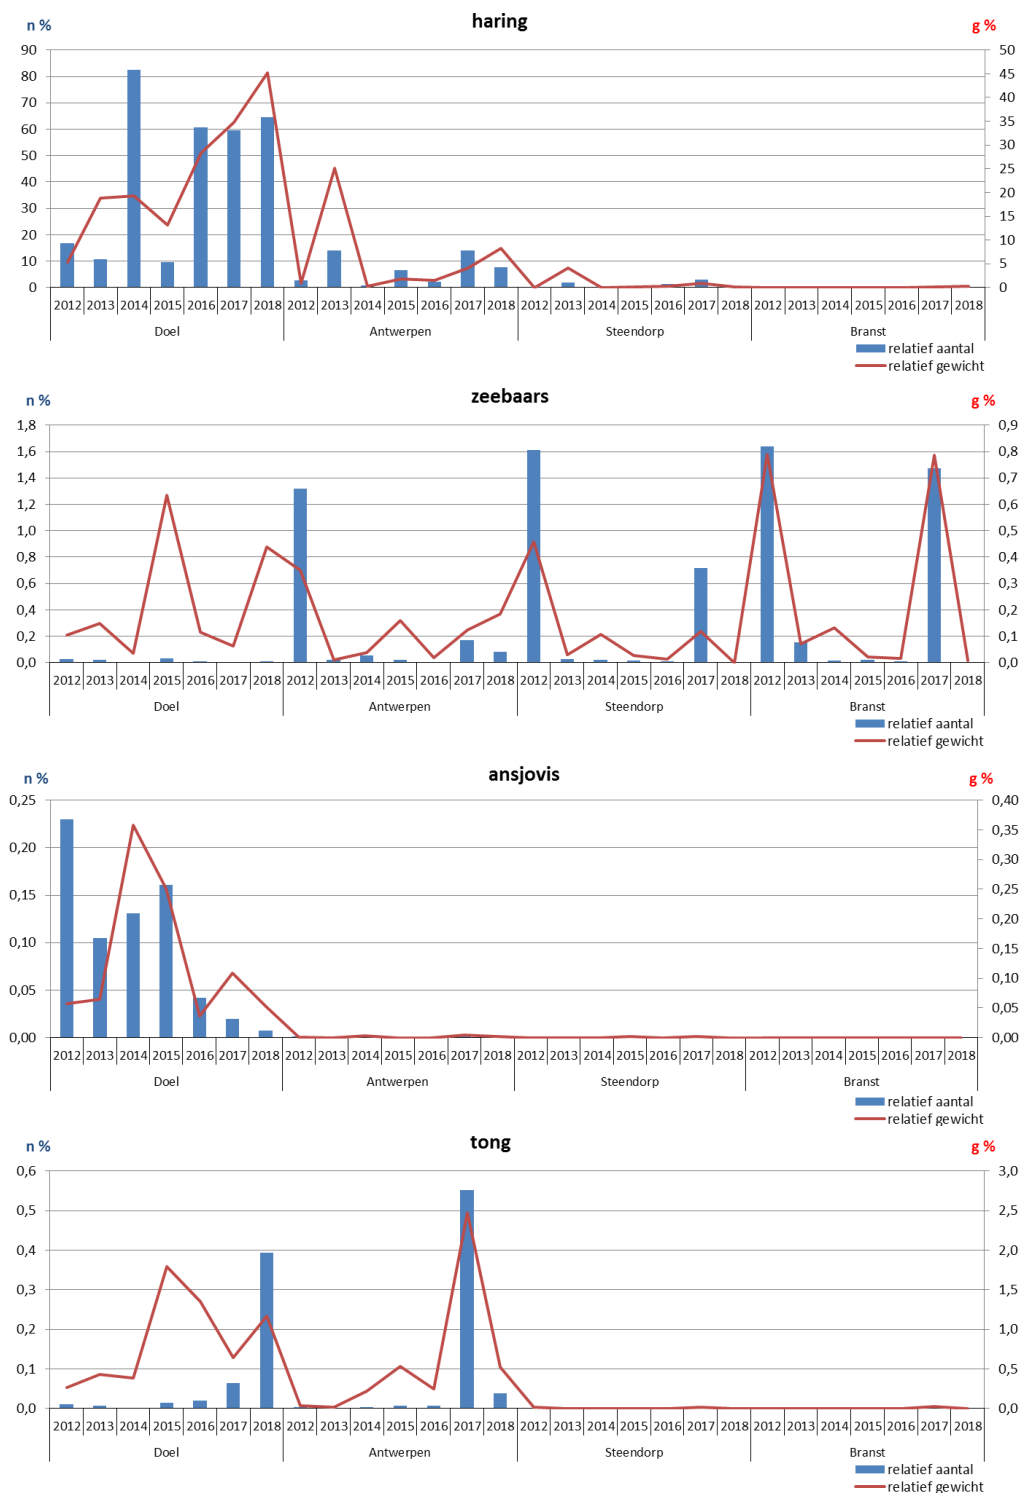 haring
n % g %
90 50
80 45
70 40
60 35
50 30
40 25
30 20
20 15
10 10
0 5
0
2012 2013 2014 2015 2016 2017 2018 2012 2013 2014 2015 2016 2017 2018 2012 2013 2014 2015 2016 2017 2018 2012 2013 2014 2015 2016 2017 2018
Doel Antwerpen Steendorp Branst
relatief aantal
relatief gewicht
zeebaars
n % g %
1,8 0,9
1,6 0,8
1,4 0,7
1,2 0,6
1,0 0,5
0,8 0,4
0,6 0,3
0,4 0,2
0,2 0,1
0,0 0,0
2012 2013 2014 2015 2016 2017 2018 2012 2013 2014 2015 2016 2017 2018 2012 2013 2014 2015 2016 2017 2018 2012 2013 2014 2015 2016 2017 2018
Doel Antwerpen Steendorp Branst
relatief aantal
relatief gewicht
ansjovis
n % g %
0,25 0,40
0,20 0,35
0,15 0,30
0,10 0,25
0,05 0,20
0,00 0,15
0,10
0,05
0,00
2012 2013 2014 2015 2016 2017 2018 2012 2013 2014 2015 2016 2017 2018 2012 2013 2014 2015 2016 2017 2018 2012 2013 2014 2015 2016 2017 2018
Doel Antwerpen Steendorp Branst
relatief aantal
relatief gewicht
tong
n % g %
0,6 3,0
0,5 2,5
0,4 2,0
0,3 1,5
0,2 1,0
0,1 0,5
0,0 0,0
2012 2013 2014 2015 2016 2017 2018 2012 2013 2014 2015 2016 2017 2018 2012 2013 2014 2015 2016 2017 2018 2012 2013 2014 2015 2016 2017 2018
Doel Antwerpen Steendorp Branst
relatief aantal
relatief gewicht